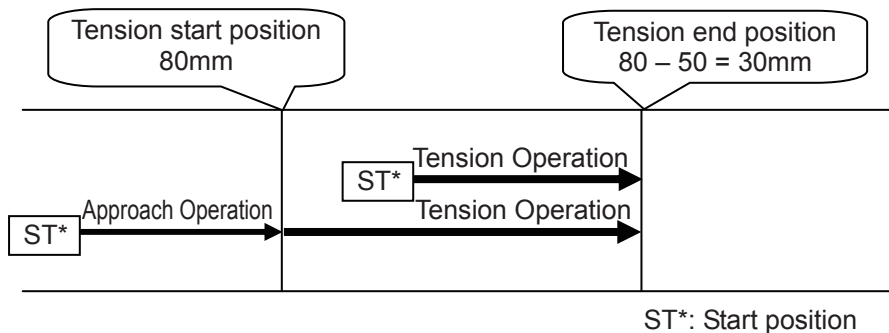 Tension start position
80mm
Tension end position
80 – 50 = 30mm
Tension Operation
ST*
Approach Operation
Tension Operation
ST*
ST*: Start position